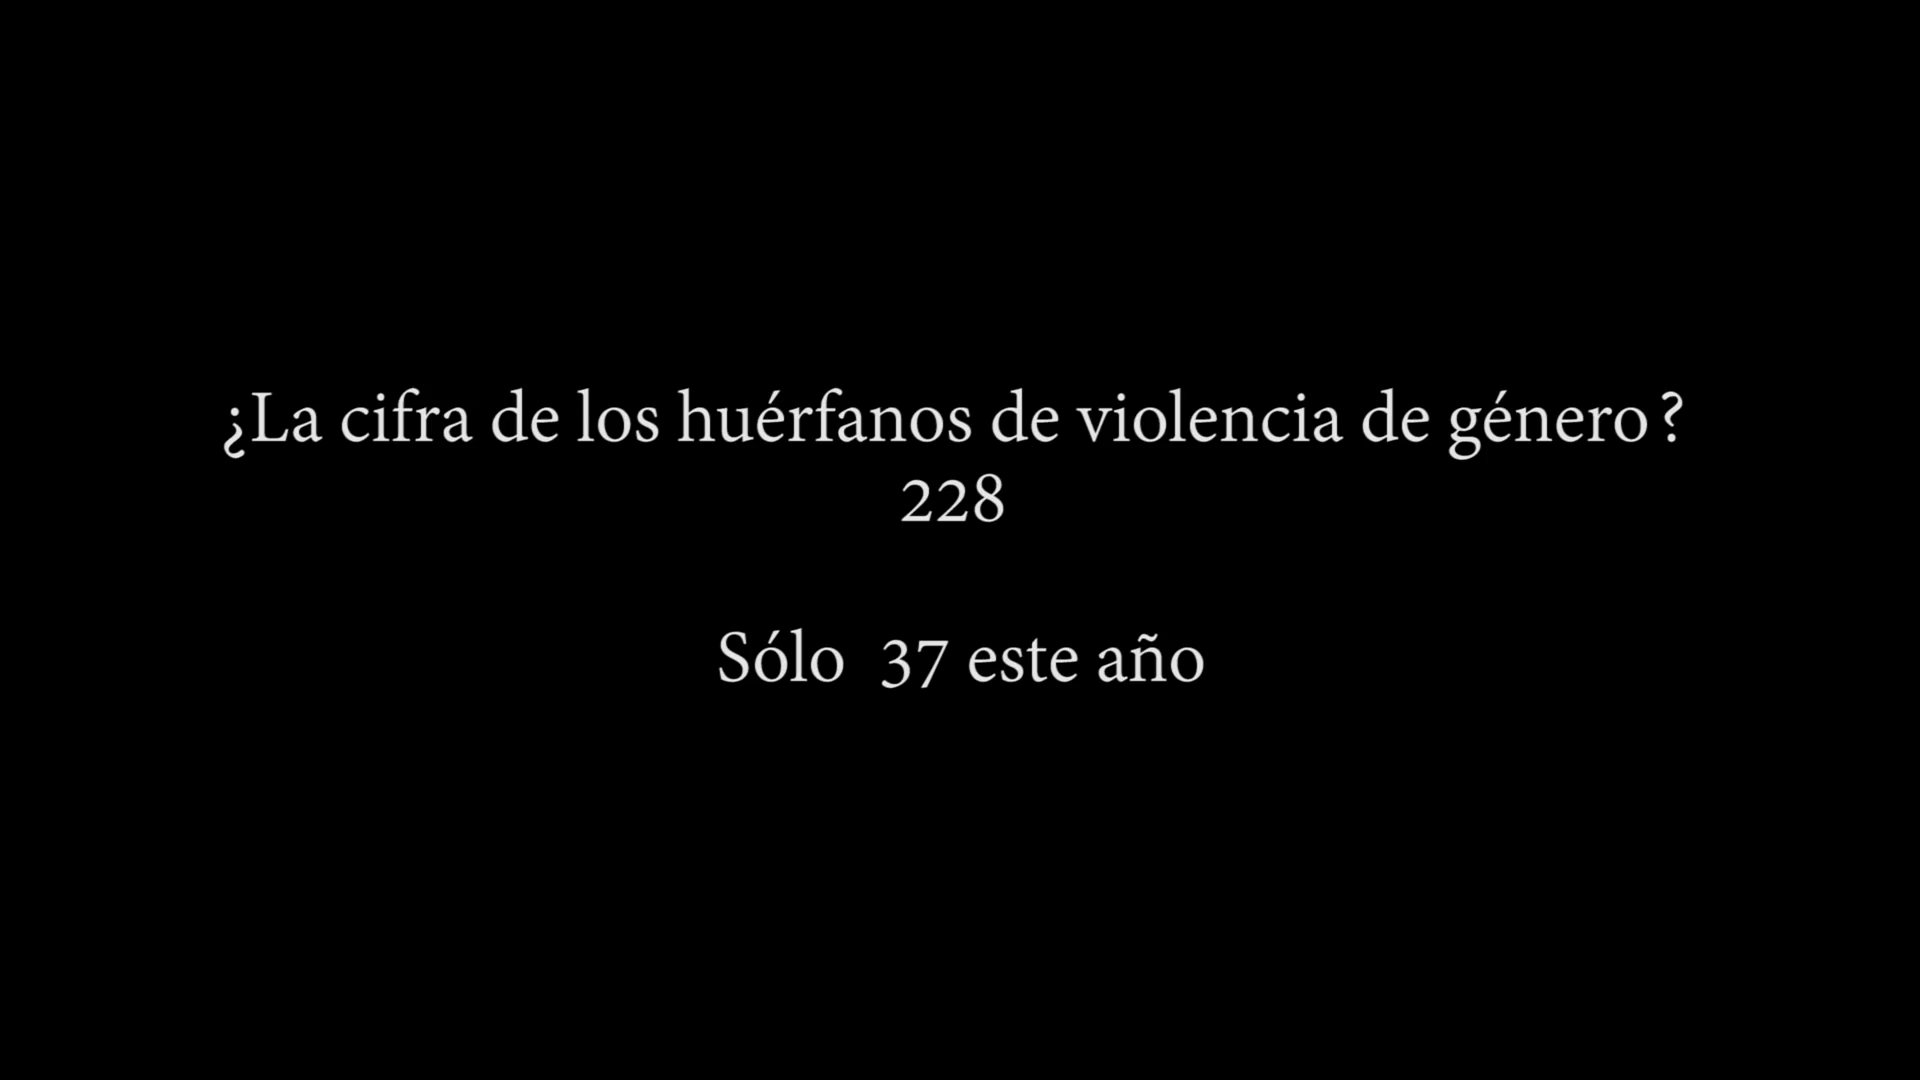 ¿La cifra de los huérfanos de violencia de género?
228
Sólo 37 este año